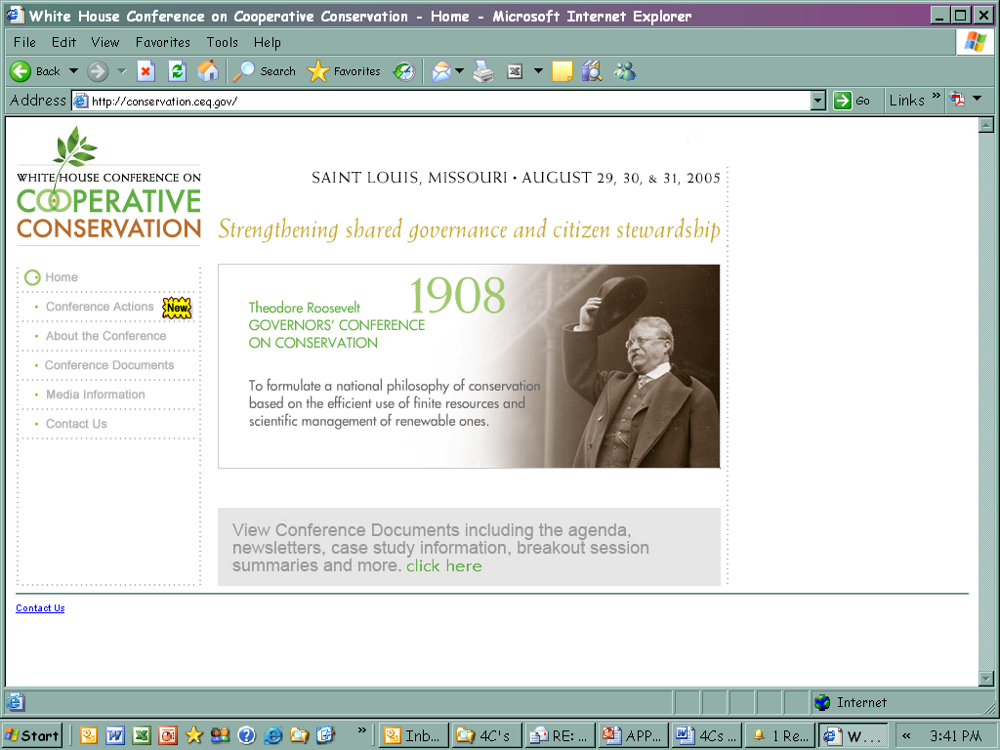 White House Conference on Cooperative Conservation - Home - Microsoft Internet Explorer
File Edit View Favorites Tools Help
Back Search Favorites
Address http://conservation.ceq.gov/ Go Links »
WHITE HOUSE CONFERENCE ON
COOPERATIVE
CONSERVATION
SAINT LOUIS, MISSOURI • AUGUST 29, 30, & 31, 2005
Strengthening shared governance and citizen stewardship
Home
• Conference Actions New
• About the Conference
• Conference Documents
• Media Information
• Contact Us
1908
Theodore Roosevelt
GOVERNORS' CONFERENCE
ON CONSERVATION
To formulate a national philosophy of conservation
based on the efficient use of finite resources and
scientific management of renewable ones.
View Conference Documents including the agenda,
newsletters, case study information, breakout session
summaries and more. click here
Contact Us
Internet
Start » Inb... 4C's RE: ... APP... 4Cs ... 1 Re... W... « 3:41 PM